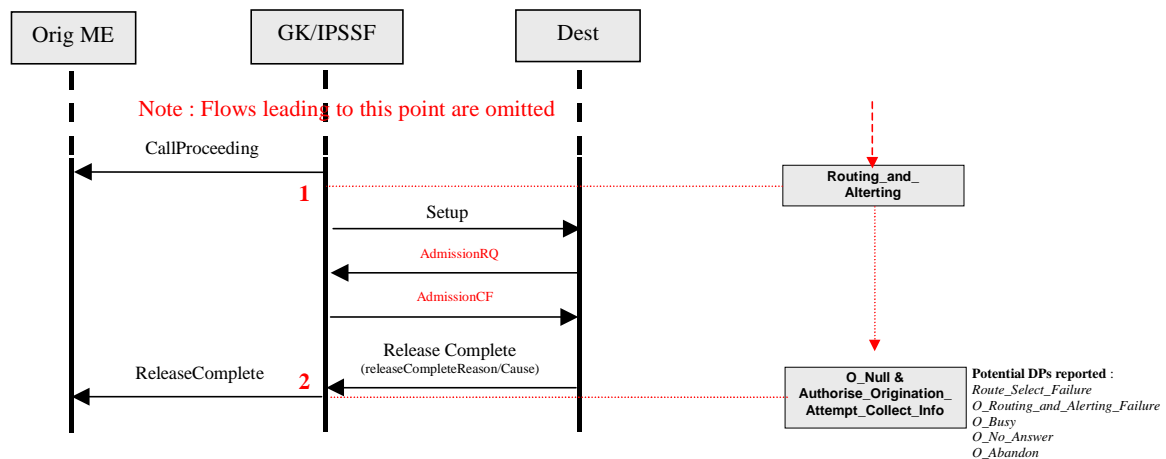 Orig ME
GK/IPSSF
Dest
Note : Flows leading to this point are omitted
CallProceeding
1
Routing_and_
Alterting
Setup
AdmissionRQ
AdmissionCF
Release Complete
(releaseCompleteReason/Cause)
ReleaseComplete
2
O_Null &
Authorise_Origination_
Attempt_Collect_Info
Potential DPs reported :
Route_Select_Failure
O_Routing_and_Alerting_Failure
O_Busy
O_No_Answer
O_Abandon